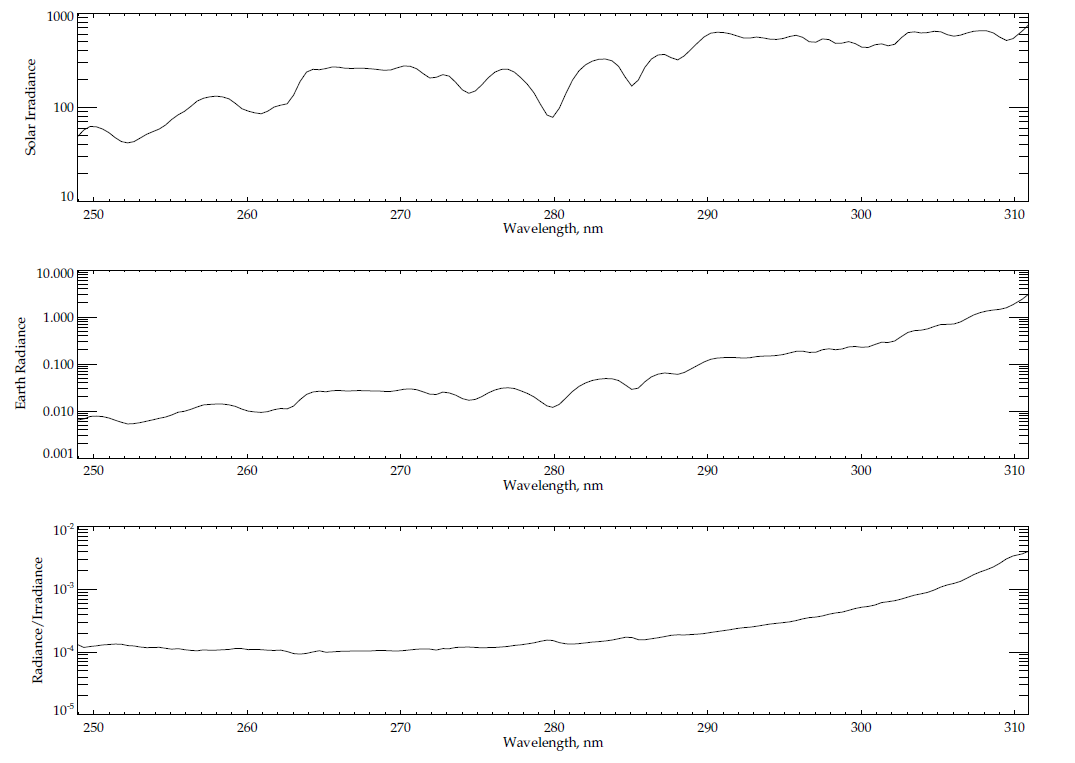 1000
100
10
Solar Irradiance
250 260 270 280 290 300 310
Wavelength, nm
10.000
1.000
0.100
0.010
0.001
Earth Radiance
250 260 270 280 290 300 310
Wavelength, nm
10⁻²
10⁻³
10⁻⁴
10⁻⁵
Radiance/Irradiance
250 260 270 280 290 300 310
Wavelength, nm